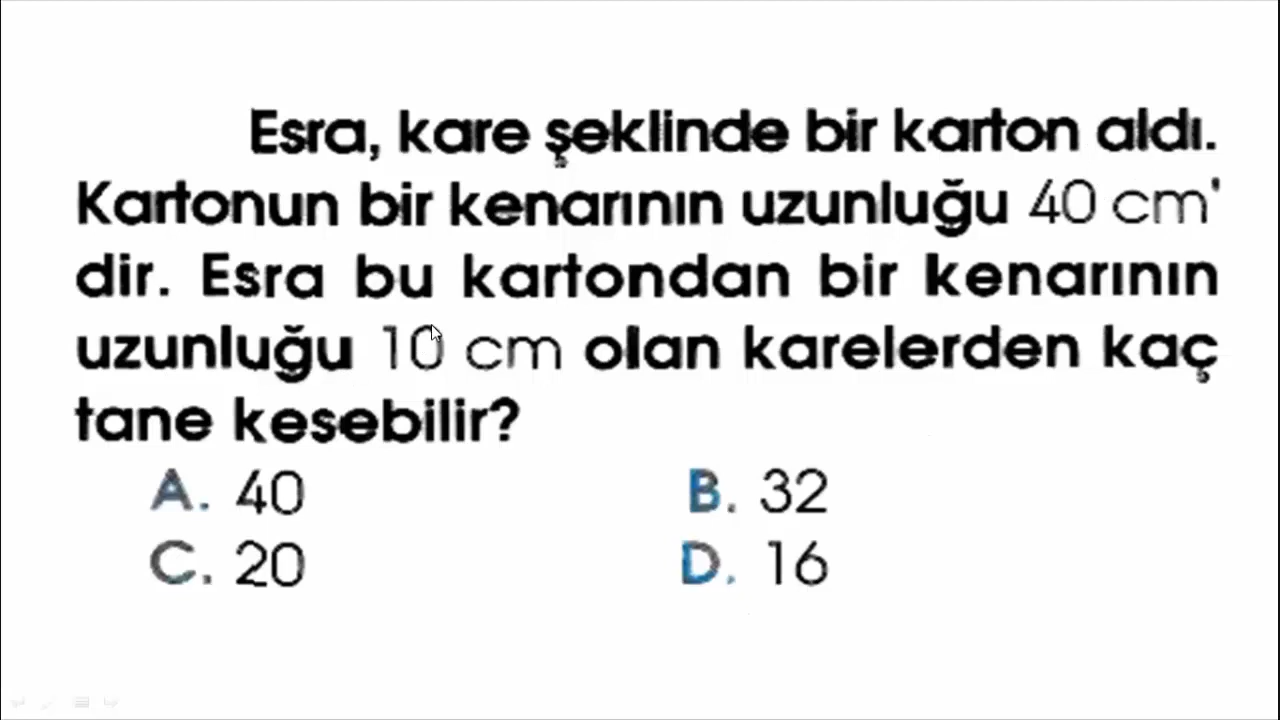 Esra, kare şeklinde bir karton aldı.
Kartonun bir kenarının uzunluğu 40 cm'
dir. Esra bu kartondan bir kenarının
uzunluğu 10 cm olan karelerden kaç
tane kesebilir?
A. 40 B. 32
C. 20 D. 16